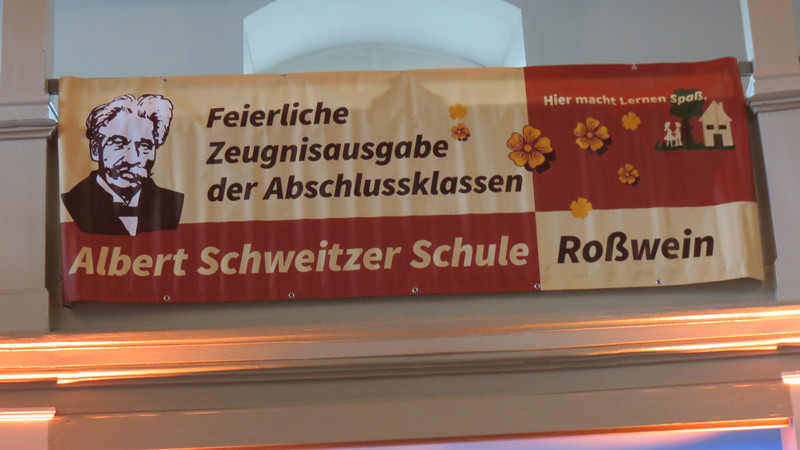 Feierliche
Zeugnisausgabe
der Abschlussklassen
Hier macht Lernen Spaß.
Albert Schweitzer Schule
Roßwein